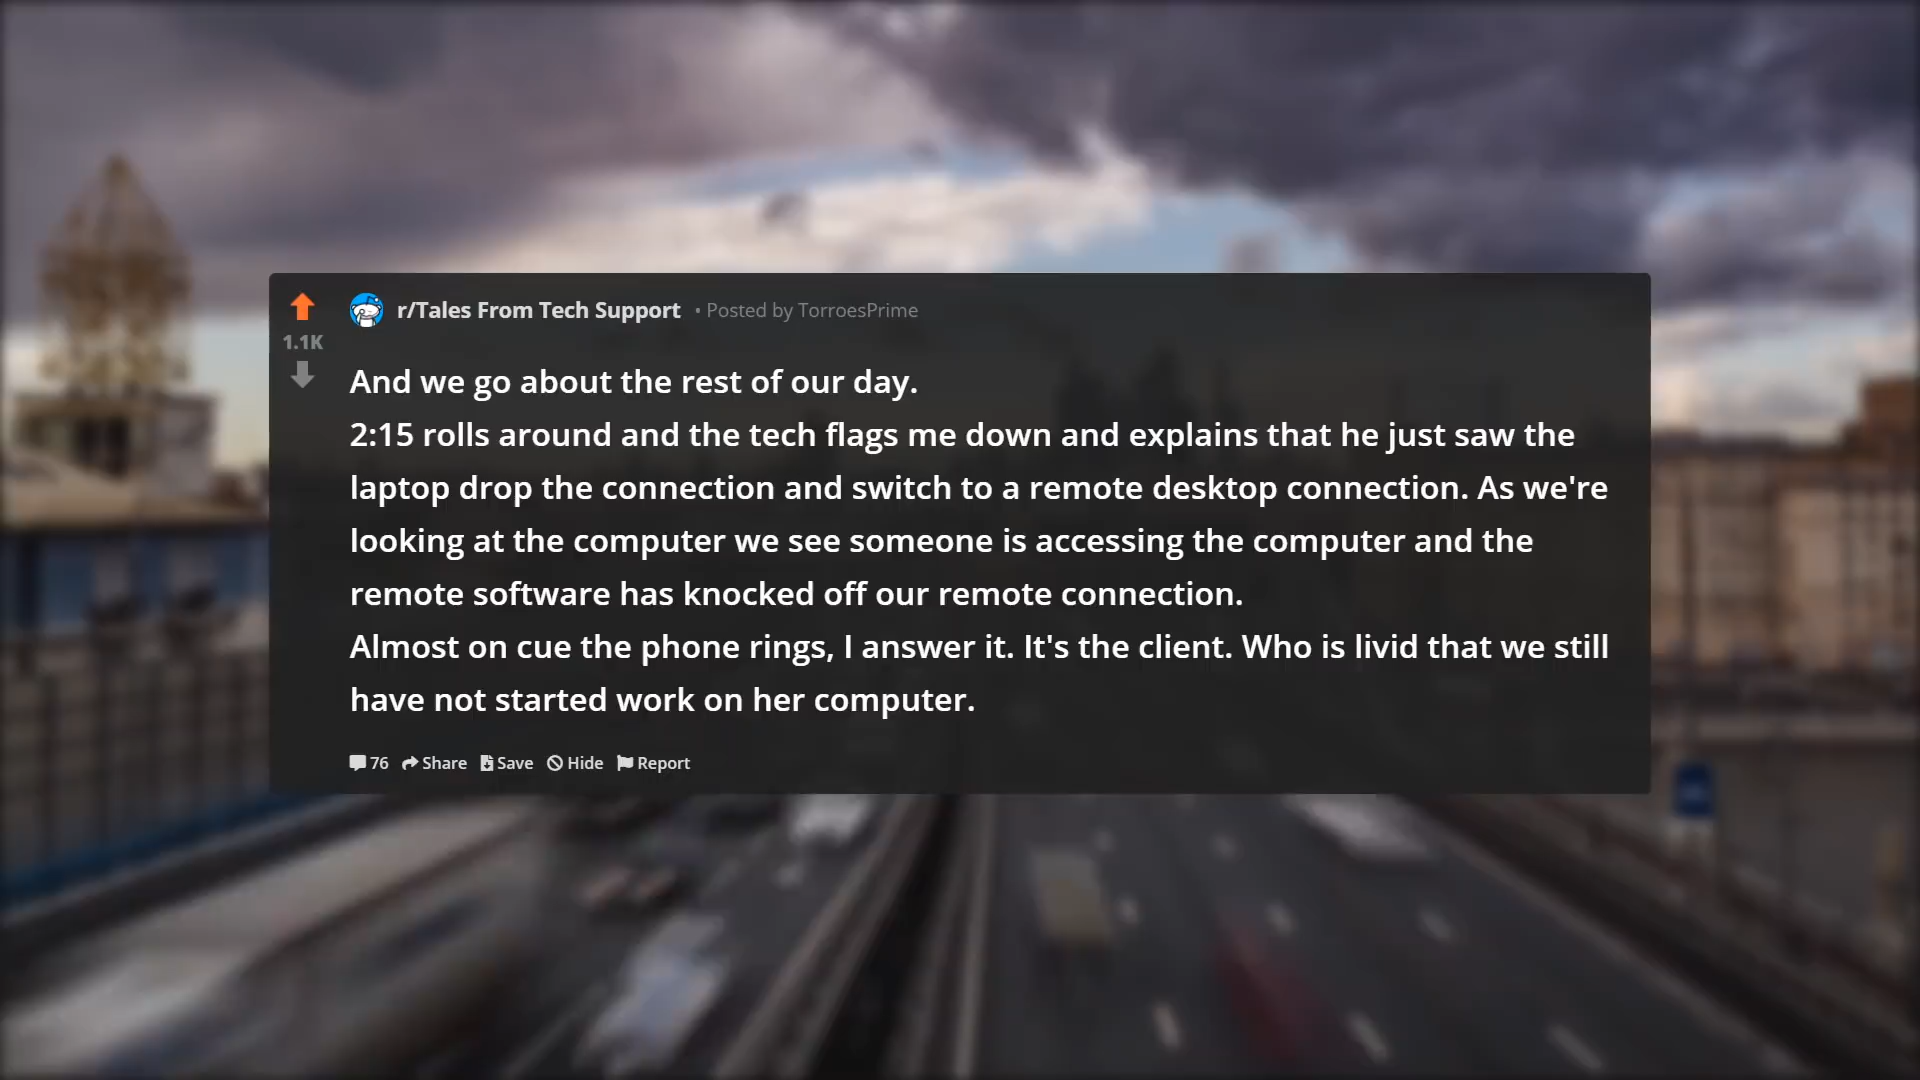 r/Tales From Tech Support • Posted by TorroesPrime
1.1K
And we go about the rest of our day.
2:15 rolls around and the tech flags me down and explains that he just saw the
laptop drop the connection and switch to a remote desktop connection. As we're
looking at the computer we see someone is accessing the computer and the
remote software has knocked off our remote connection.
Almost on cue the phone rings, I answer it. It's the client. Who is livid that we still
have not started work on her computer.
76 Share Save Hide Report